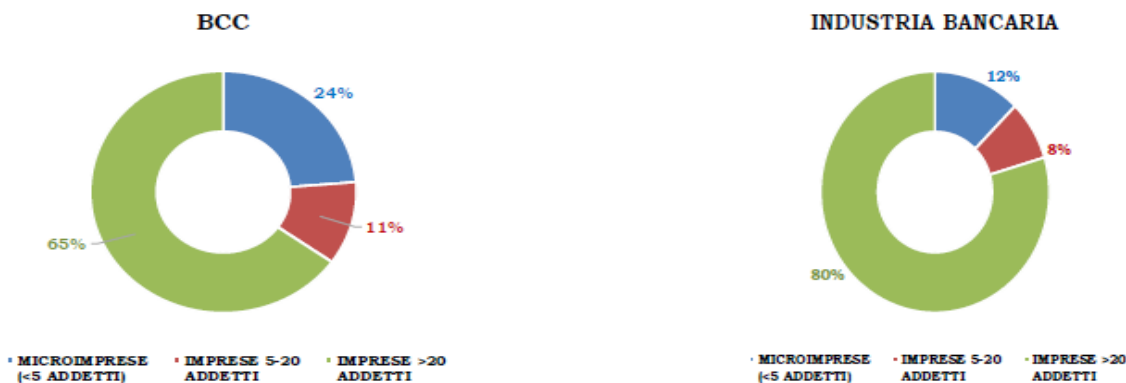 BCC
24%
11%
65%
▪ MICROIMPRESE (<5 ADDETTI)
▪ IMPRESE 5-20 ADDETTI
▪ IMPRESE >20 ADDETTI
INDUSTRIA BANCARIA
12%
8%
80%
▪ MICROIMPRESE (<5 ADDETTI)
▪ IMPRESE 5-20 ADDETTI
▪ IMPRESE >20 ADDETTI